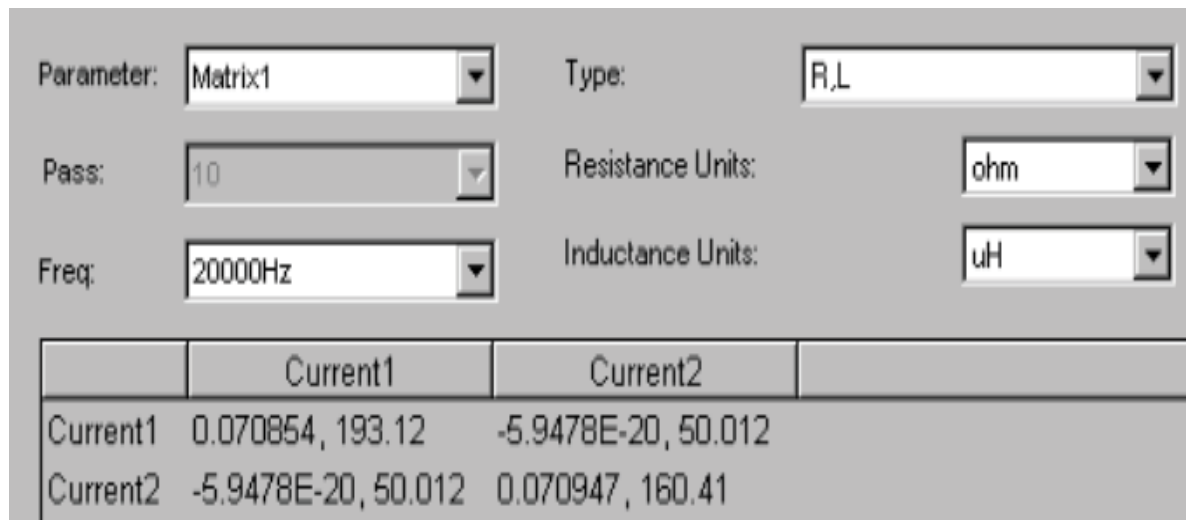 Parameter: Matrix1 Type: R,L
Pass: 10 Resistance Units: ohm
Freq: 20000Hz Inductance Units: uH
Current1 Current2
Current1 0.070854, 193.12 -5.9478E-20, 50.012
Current2 -5.9478E-20, 50.012 0.070947, 160.41